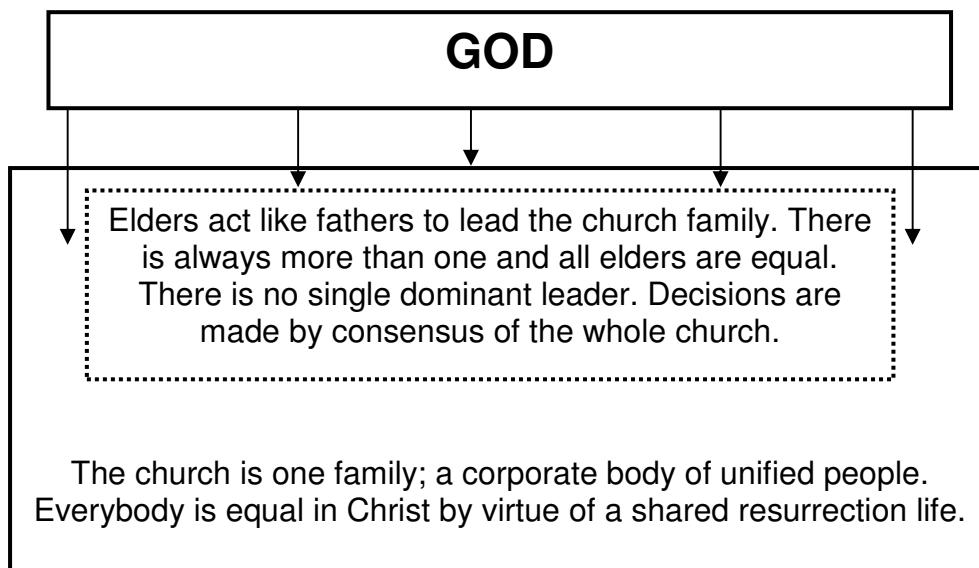 GOD
Elders act like fathers to lead the church family. There
is always more than one and all elders are equal.
There is no single dominant leader. Decisions are
made by consensus of the whole church.
The church is one family; a corporate body of unified people.
Everybody is equal in Christ by virtue of a shared resurrection life.